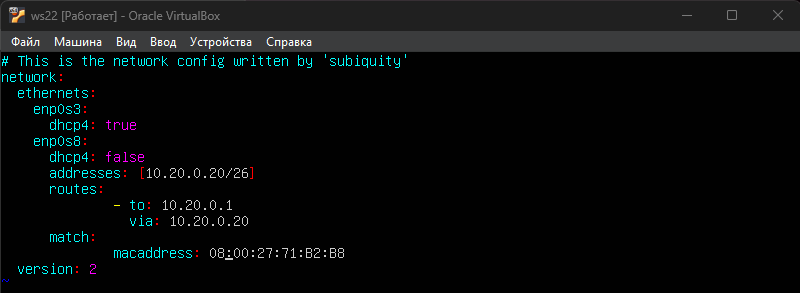 ws22 [Работает] - Oracle VirtualBox
Файл Машина Вид Ввод Устройства Справка
# This is the network config written by 'subiquity'
network:
  ethernets:
    enp0s3:
      dhcp4: true
    enp0s8:
      dhcp4: false
      addresses: [10.20.0.20/26]
      routes:
              - to: 10.20.0.1
                via: 10.20.0.20
      match:
              macaddress: 08:00:27:71:B2:B8
  version: 2
~